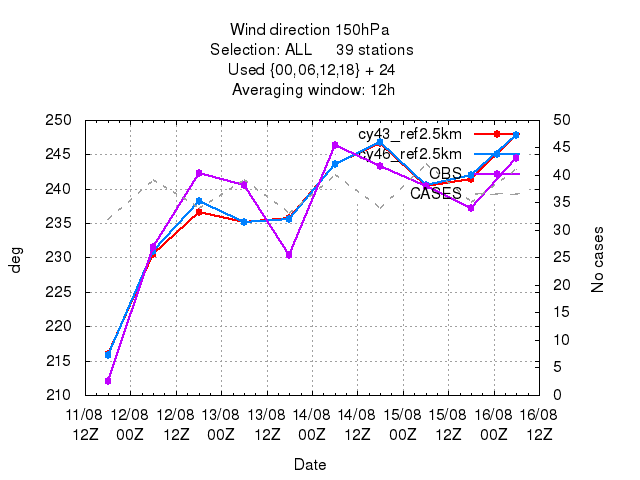 Wind direction 150hPa
Selection: ALL 39 stations
Used {00,06,12,18} + 24
Averaging window: 12h
250 50
cy43_ref2.5km
245 cy46_ref2.5km 45
240 OBS 40
CASES
235 35
230 30
deg 25
No cases
225 20
220 15
10
215 5
210 0
11/08 12/08 12/08 13/08 13/08 14/08 14/08 15/08 15/08 16/08 16/08
12Z 00Z 12Z 00Z 12Z 00Z 12Z 00Z 12Z 00Z 12Z
Date